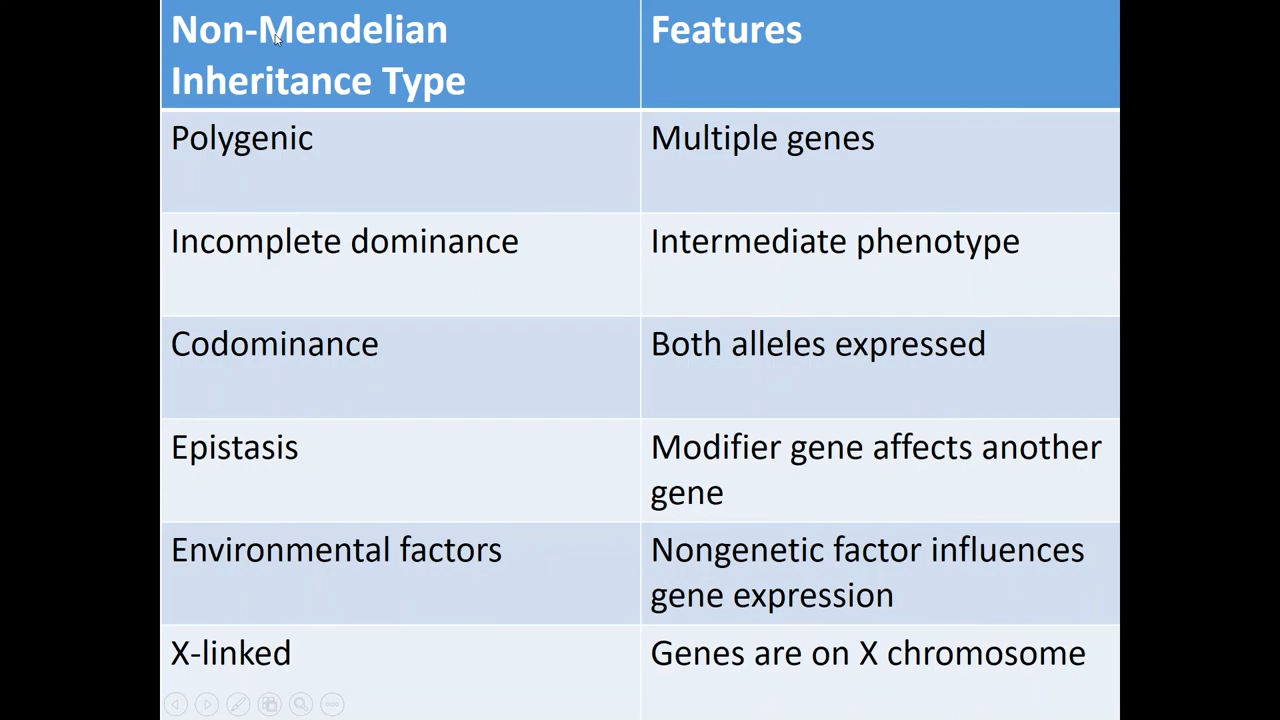 Non-Mendelian
Inheritance Type
Features
Polygenic
Multiple genes
Incomplete dominance
Intermediate phenotype
Codominance
Both alleles expressed
Epistasis
Modifier gene affects another
gene
Environmental factors
Nongenetic factor influences
gene expression
X-linked
Genes are on X chromosome